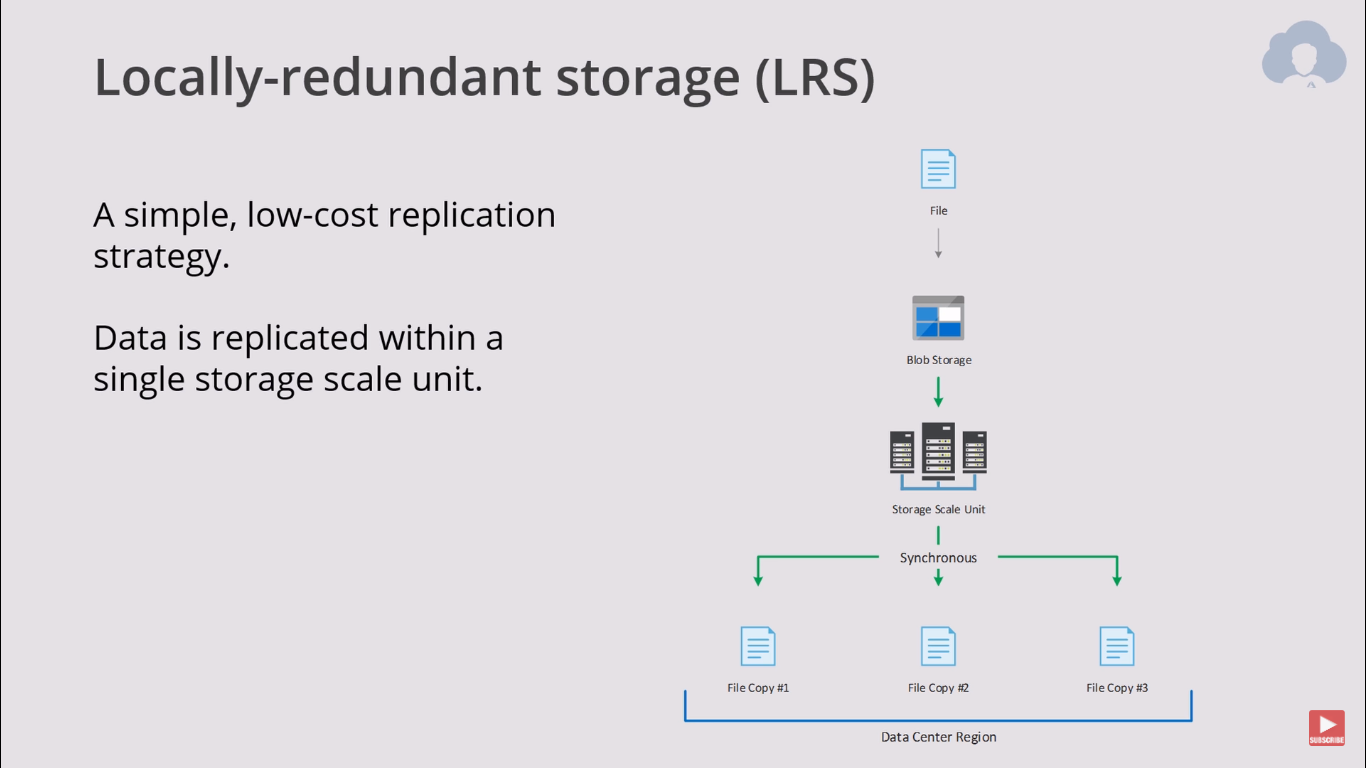 Locally-redundant storage (LRS)
A simple, low-cost replication
strategy.
Data is replicated within a
single storage scale unit.
File
Blob Storage
Storage Scale Unit
Synchronous
File Copy #1
File Copy #2
File Copy #3
Data Center Region
SUBSCRIBE